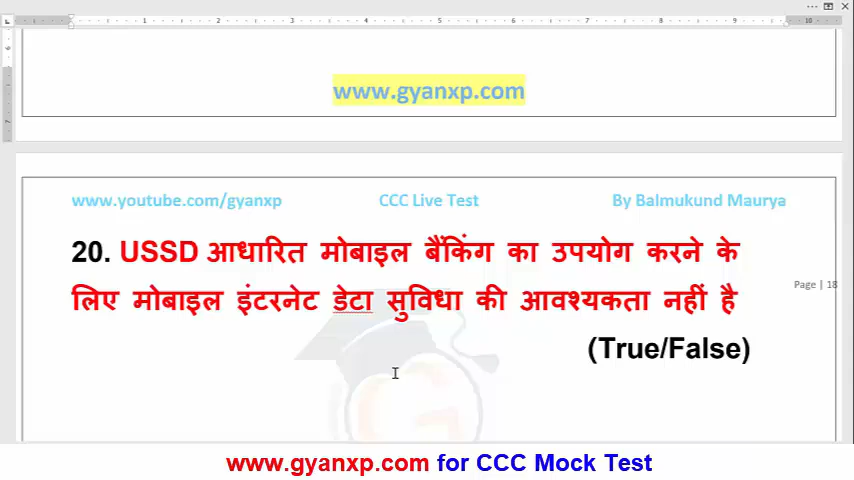 www.gyanxp.com
www.youtube.com/gyanxp CCC Live Test By Balmukund Maurya
20. USSD आधारित मोबाइल बैंकिंग का उपयोग करने के
लिए मोबाइल इंटरनेट डेटा सुविधा की आवश्यकता नहीं है
Page | 18
(True/False)
www.gyanxp.com for CCC Mock Test